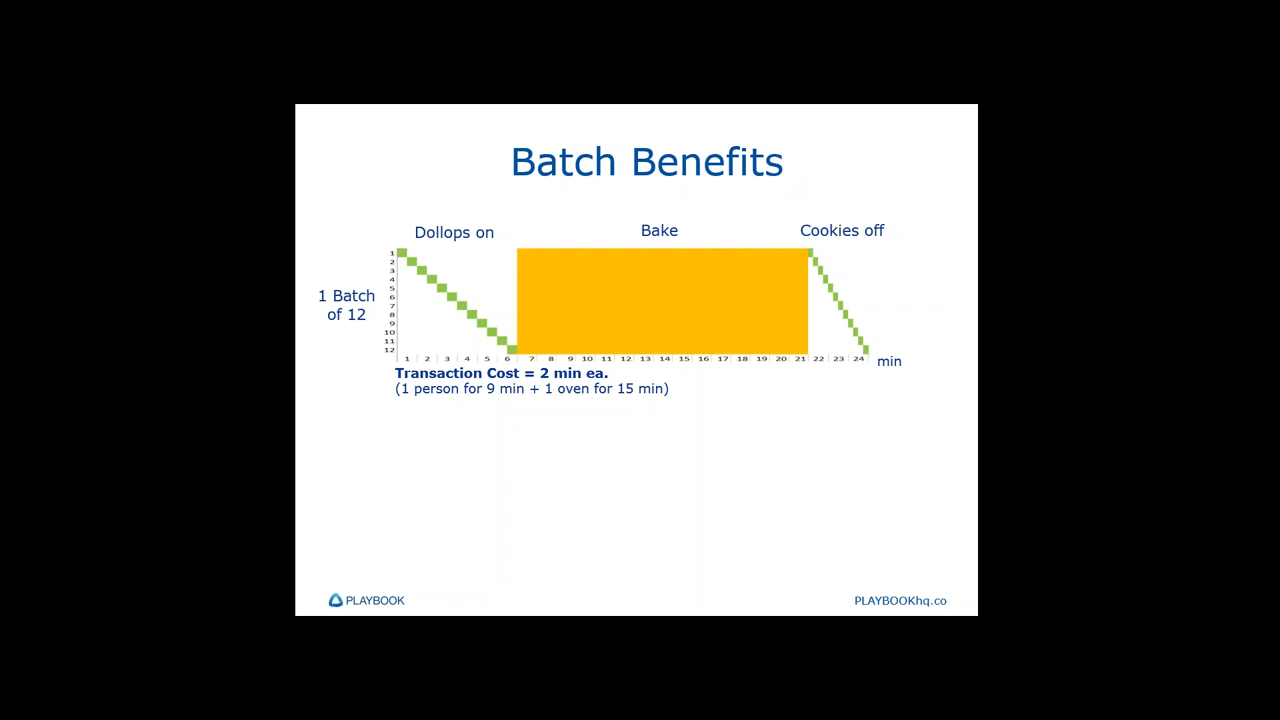 Batch Benefits
Dollops on Bake Cookies off
1 Batch
of 12
1
2
3
4
5
6
7
8
9
10
11
12
1 2 3 4 5 6 7 8 9 10 11 12 13 14 15 16 17 18 19 20 21 22 23 24 min
Transaction Cost = 2 min ea.
(1 person for 9 min + 1 oven for 15 min)
PLAYBOOK PLAYBOOKhq.co